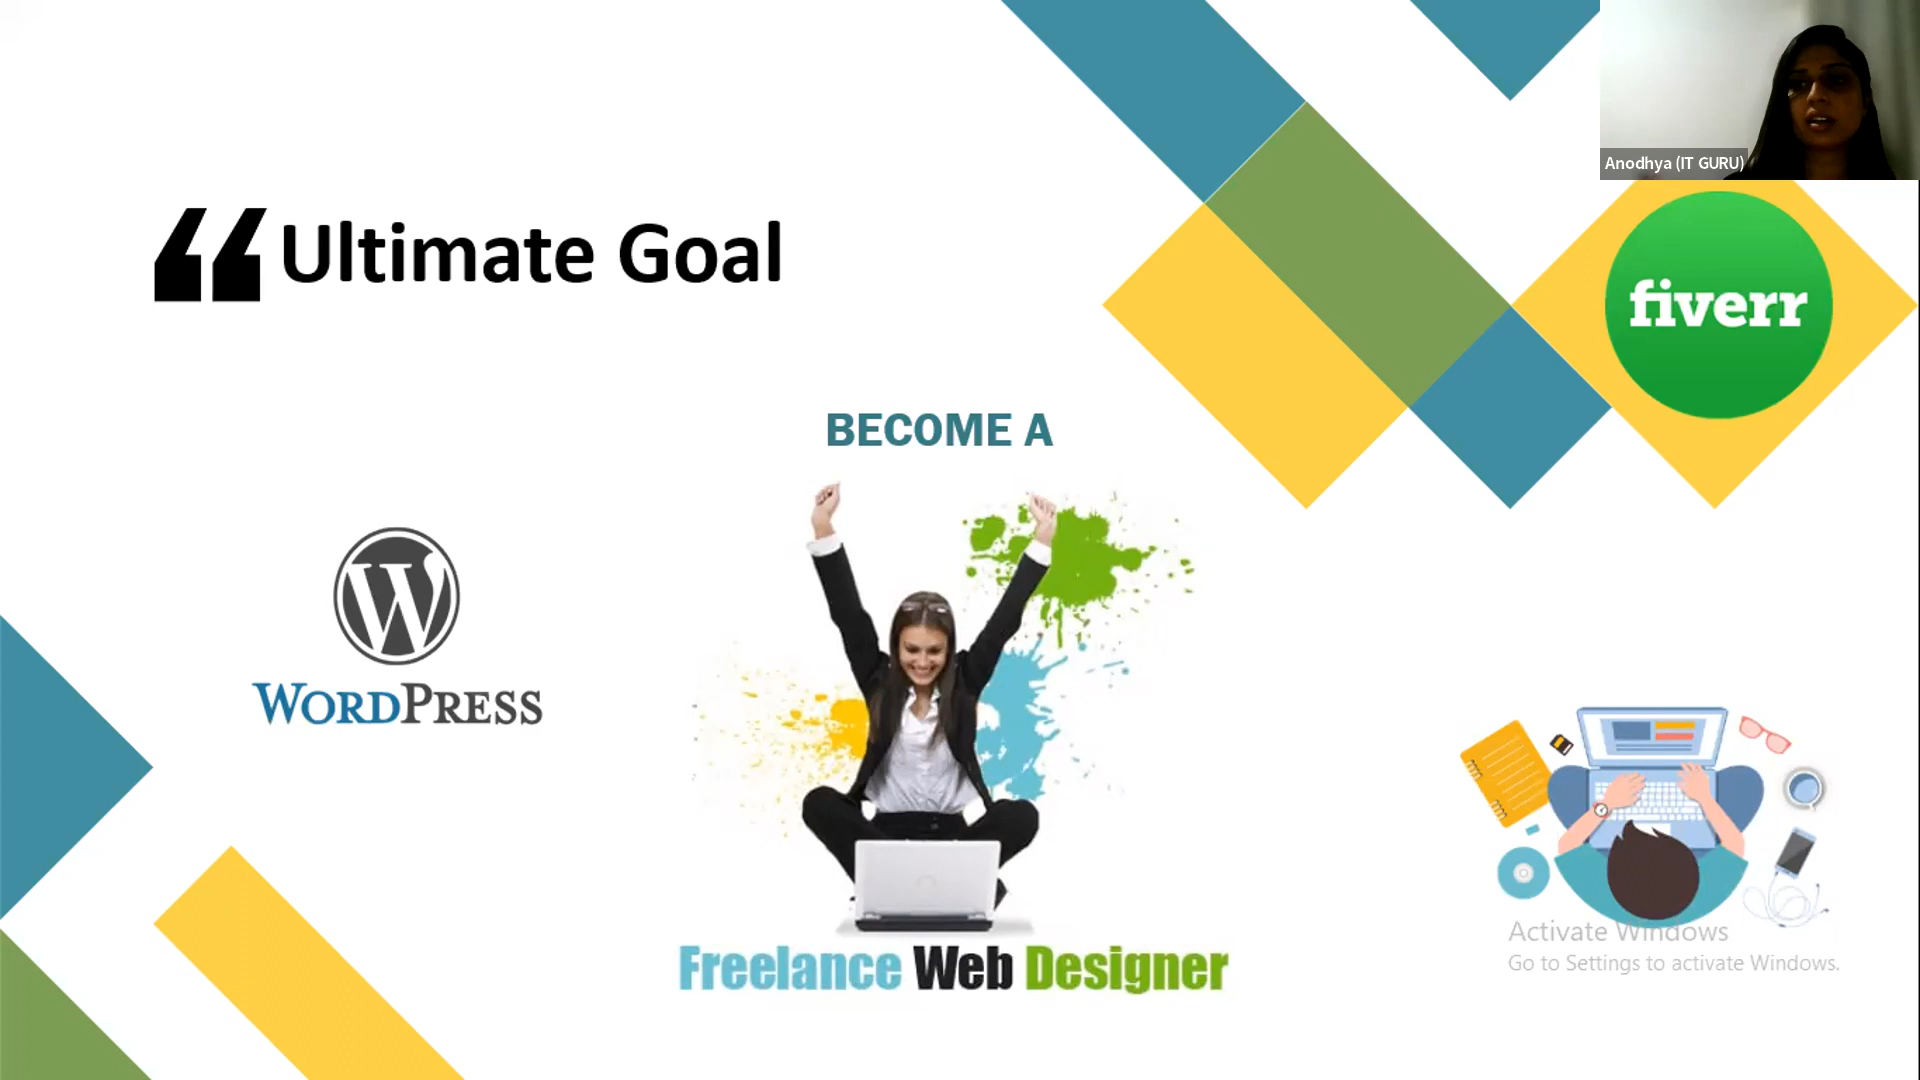 Anodhya (IT GURU)
Ultimate Goal
fiverr
BECOME A
WORDPRESS
Freelance Web Designer
Activate Windows
Go to Settings to activate Windows.